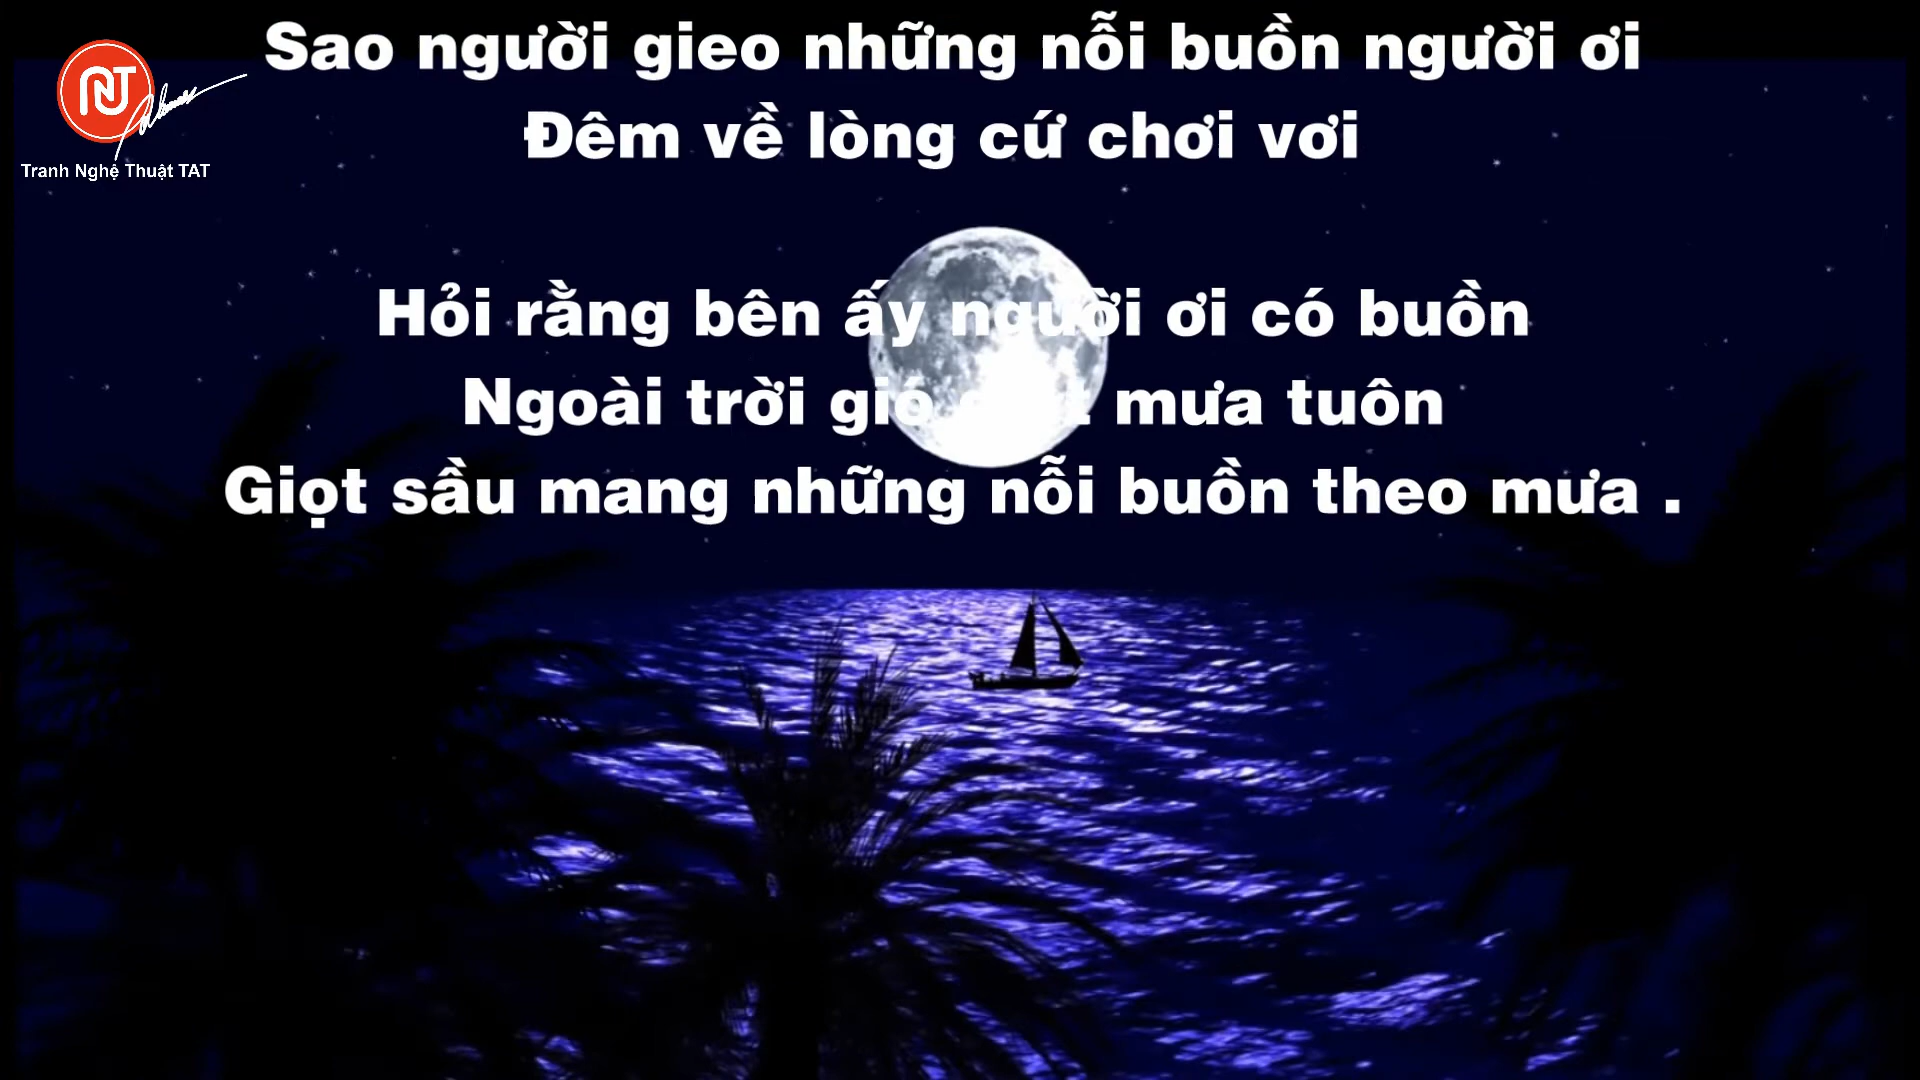 Sao người gieo những nỗi buồn người ơi
Đêm về lòng cứ chơi vơi
Hỏi rằng bên ấy người ơi có buồn
Ngoài trời gió mưa tuôn
Giọt sầu mang những nỗi buồn theo mưa .
Tranh Nghệ Thuật TAT